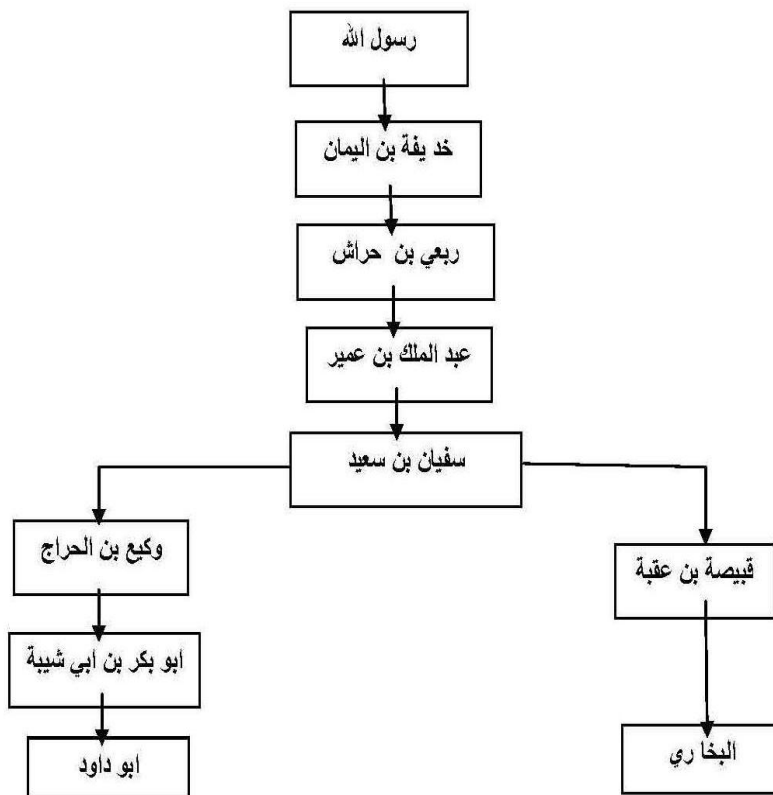 رسول الله
خد يفة بن اليمان
ربعي بن حراش
عبد الملك بن عمير
سفيان بن سعيد
وكيع بن الحراج
قبيصة بن عقبة
ابو بكر بن ابي شيبة
ابو داود
البخا ري